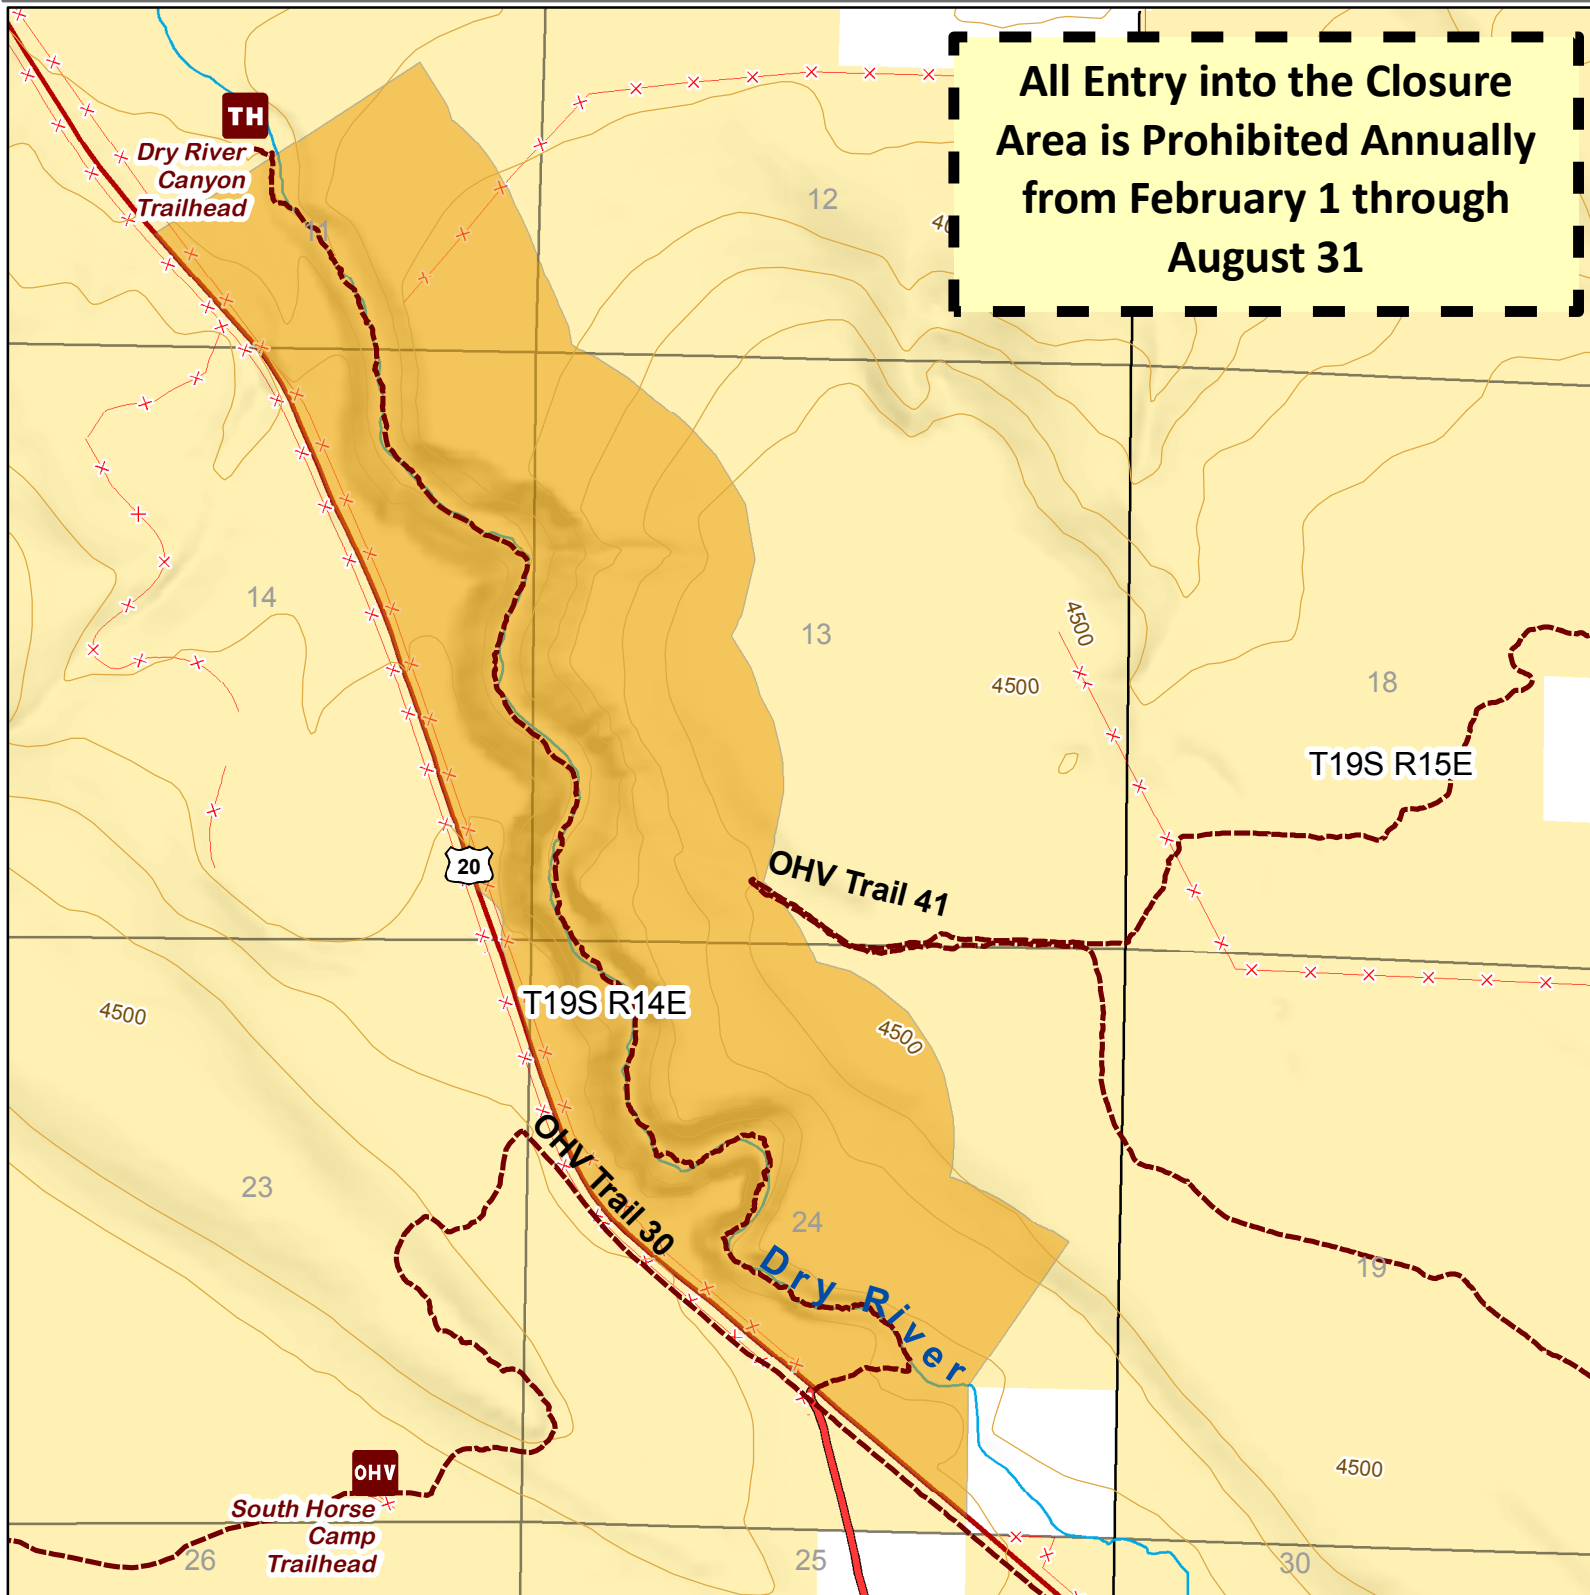 All Entry into the Closure
Area is Prohibited Annually
from February 1 through
August 31
TH
Dry River
Canyon
Trailhead
11
12
14
13
4500
4500
18
T19S R15E
20
OHV Trail 41
T19S R14E
4500
4500
OHV Trail 30
23
24
Dry River
19
4500
OHV
South Horse
Camp
Trailhead
26
25
30